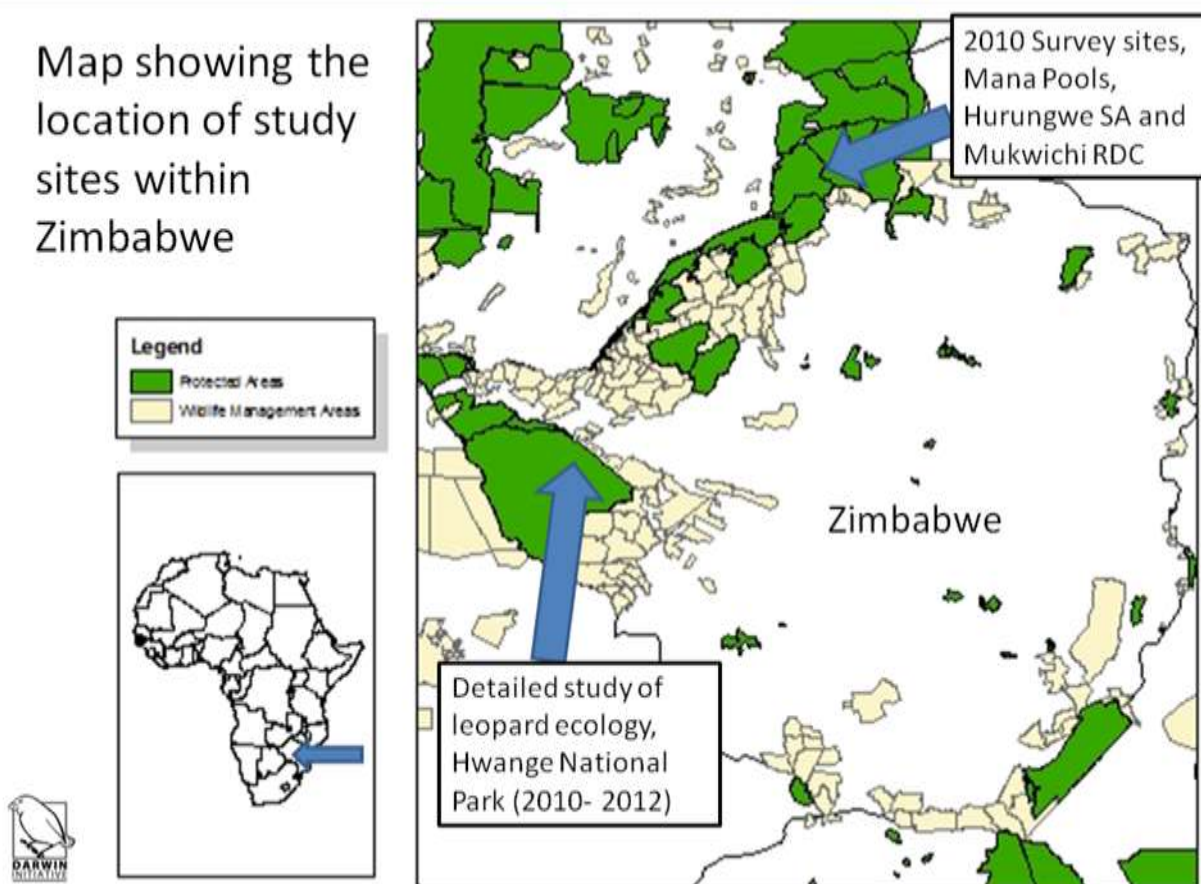 Map showing the
location of study
sites within
Zimbabwe
2010 Survey sites,
Mana Pools,
Hurungwe SA and
Mukwichi RDC
Legend
Protected Areas
Wildlife Management Areas
Zimbabwe
Detailed study of
leopard ecology,
Hwange National
Park (2010- 2012)
DARWIN
INITIATIVE